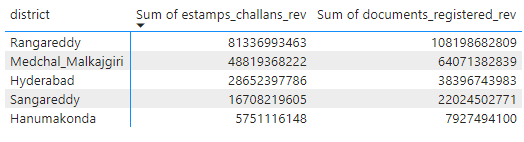 district Sum of estamps_challans_rev Sum of documents_registered_rev
Rangareddy 81336993463 108198682809
Medchal_Malkajgiri 48819368222 64071382839
Hyderabad 28652397786 38396743983
Sangareddy 16708219605 22024502771
Hanumakonda 5751116148 7927494100